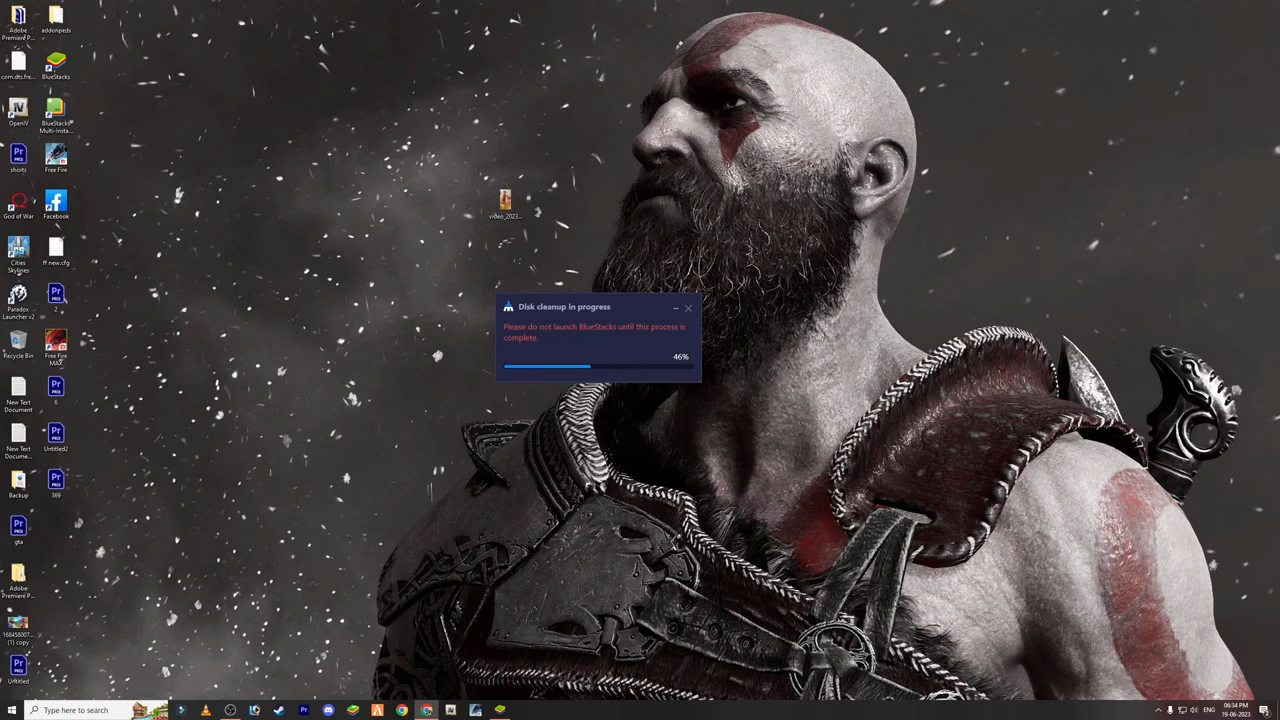 Adobe
Premiere P...
addonpeds
com.dts.fre...
BlueStacks
OpenIV
BlueStacks
Multi-Insta...
shorts
Free Fire
God of War
Facebook
Cities
Skylines
ff new.cfg
Paradox
Launcher v2
2
Recycle Bin
Free Fire
MAX
New Text
Document
6
New Text
Docume...
Untitled2
Backup
369
gta
Adobe
Premiere P...
(1) copy
Untitled
Disk cleanup in progress
Please do not launch BlueStacks until this process is
complete.
46%
Type here to search
ENG
06:34 PM
19-06-2023